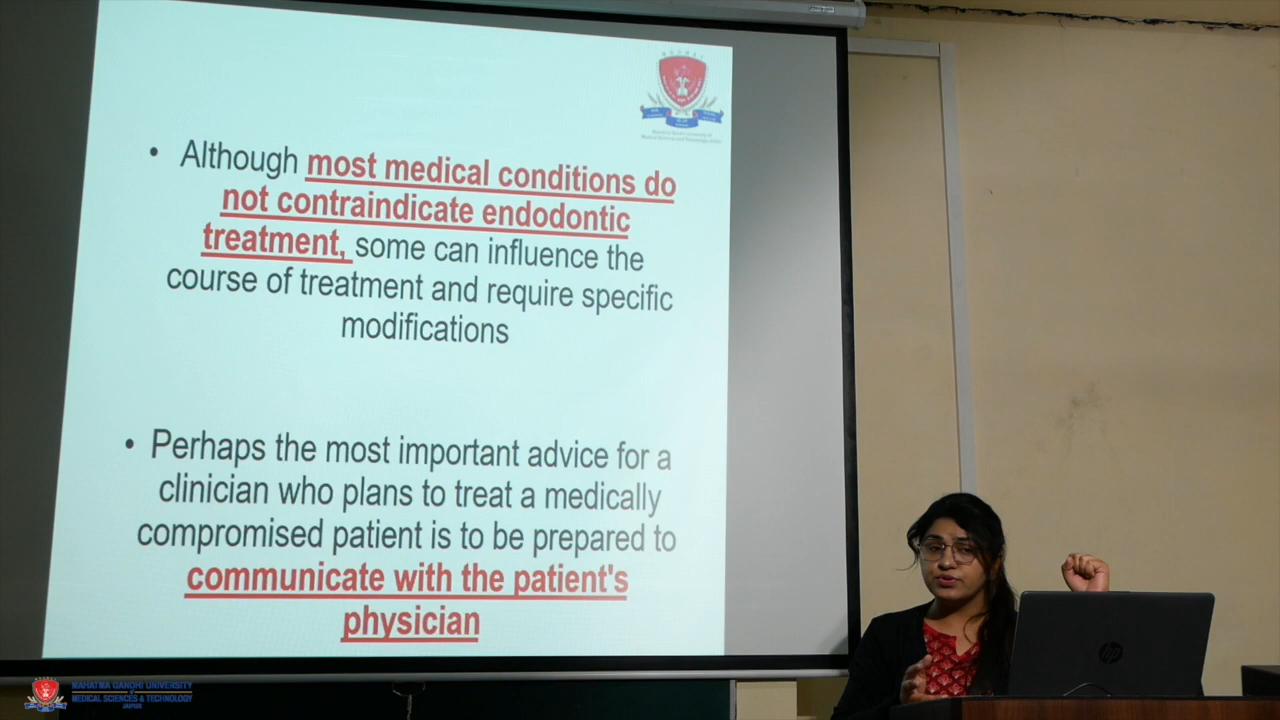 • Although most medical conditions do
not contraindicate endodontic
treatment, some can influence the
course of treatment and require specific
modifications
• Perhaps the most important advice for a
clinician who plans to treat a medically
compromised patient is to be prepared to
communicate with the patient's
physician
hp
MAHATMA GANDHI UNIVERSITY
of
MEDICAL SCIENCES & TECHNOLOGY
JAIPUR